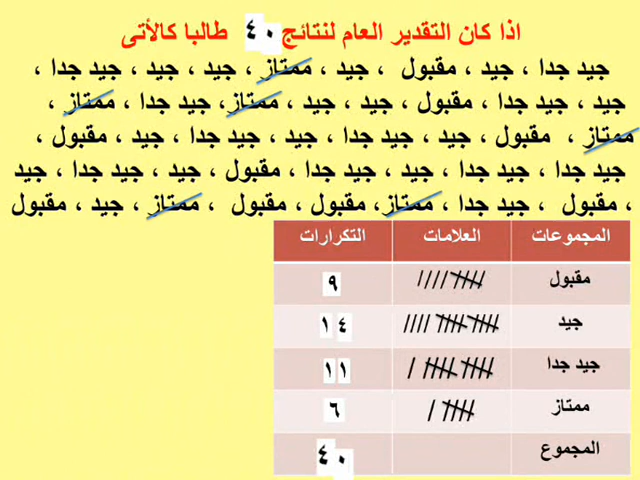 اذا كان التقدير العام لنتائج ٤٠ طالبا كالأتى
جيد جدا ، جيد ، مقبول ، جيد ، ممتاز ، جيد ، جيد ، جيد جدا ،
جيد ، جيد جدا ، مقبول ، جيد ، جيد ، ممتاز، جيد جدا ، ممتاز ،
ممتاز ، مقبول ، جيد ، جيد جدا ، جيد ، جيد جدا ، جيد ، مقبول ،
جيد جدا ، جيد جدا ، جيد ، جيد جدا ، مقبول ، جيد ، جيد جدا ، جيد
، مقبول ، جيد جدا ، ممتاز، مقبول ، مقبول ، ممتاز ، جيد ، مقبول
المجموعات العلامات التكرارات
مقبول ٩
جيد ١٤
جيد جدا ١١
ممتاز ٦
المجموع ٤٠